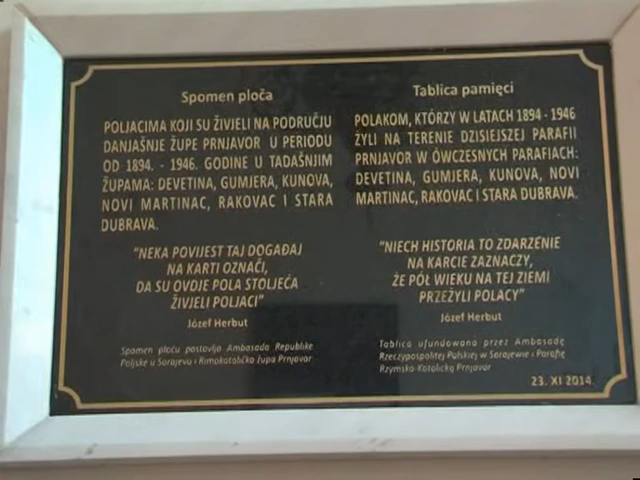 Spomen ploča
POLJACIMA KOJI SU ŽIVJELI NA PODRUČJU
DANJAŠNJE ŽUPE PRNJAVOR U PERIODU
OD 1894. - 1946. GODINE U TADAŠNJIM
ŽUPAMA: DEVETINA, GUMJERA, KUNOVA,
NOVI MARTINAC, RAKOVAC I STARA
DUBRAVA.
"NEKA POVIJEST TAJ DOGAĐAJ
NA KARTI OZNAČI,
DA SU OVDJE POLA STOLJEĆA
ŽIVJELI POLJACI"
Józef Herbut
Spomen ploču postavlja Ambasada Republike
Poljske u Sarajevu i Rimokatolička župa Prnjavor
Tablica pamięci
POLAKOM, KTÓRZY W LATACH 1894 - 1946
ŻYLI NA TERENIE DZISIEJSZEJ PARAFII
PRNJAVOR W ÓWCZESNYCH PARAFIACH:
DEVETINA, GUMJERA, KUNOVA, NOVI
MARTINAC, RAKOVAC I STARA DUBRAVA.
"NIECH HISTORIA TO ZDARZENIE
NA KARCIE ZAZNACZY,
ŻE PÓŁ WIEKU NA TEJ ZIEMI
PRZEŻYLI POLACY"
Józef Herbut
Tablica ufundowana przez Ambasadę
Rzeczypospolitej Polskiej w Sarajewie i Parafię
Rzymsko-Katolicką Prnjavor
23. XI 2014.